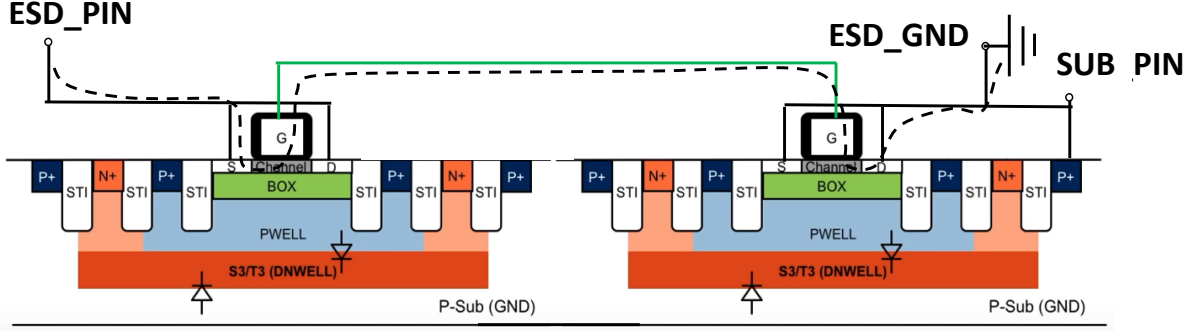 ESD_PIN
ESD_GND
SUB_PIN
G
G
S Channel D
S Channel D
P+ N+ P+ P+ N+ P+
P+ N+ P+ P+ N+ P+
STI STI STI BOX STI STI STI
STI STI STI BOX STI STI STI
PWELL
PWELL
S3/T3 (DNWELL)
S3/T3 (DNWELL)
P-Sub (GND)
P-Sub (GND)